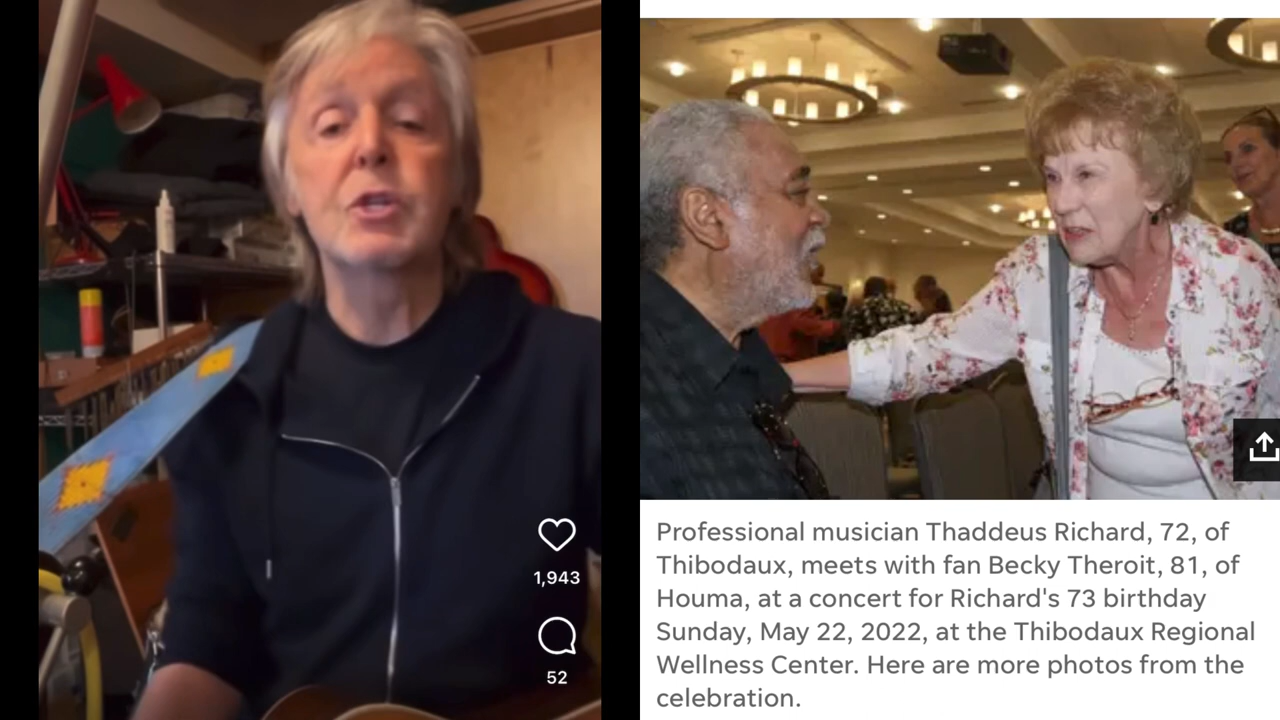 1,943
52
Professional musician Thaddeus Richard, 72, of
Thibodaux, meets with fan Becky Theroit, 81, of
Houma, at a concert for Richard's 73 birthday
Sunday, May 22, 2022, at the Thibodaux Regional
Wellness Center. Here are more photos from the
celebration.